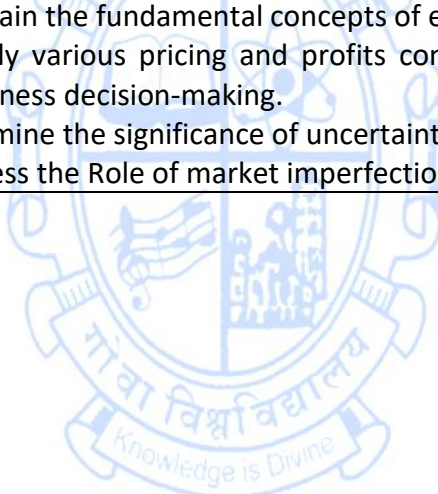 ain the fundamental concepts of e
ly various pricing and profits con
ness decision-making.
mine the significance of uncertaint
ess the Role of market imperfectio
गोंवा विश्वविद्यालय
Knowledge is Divine